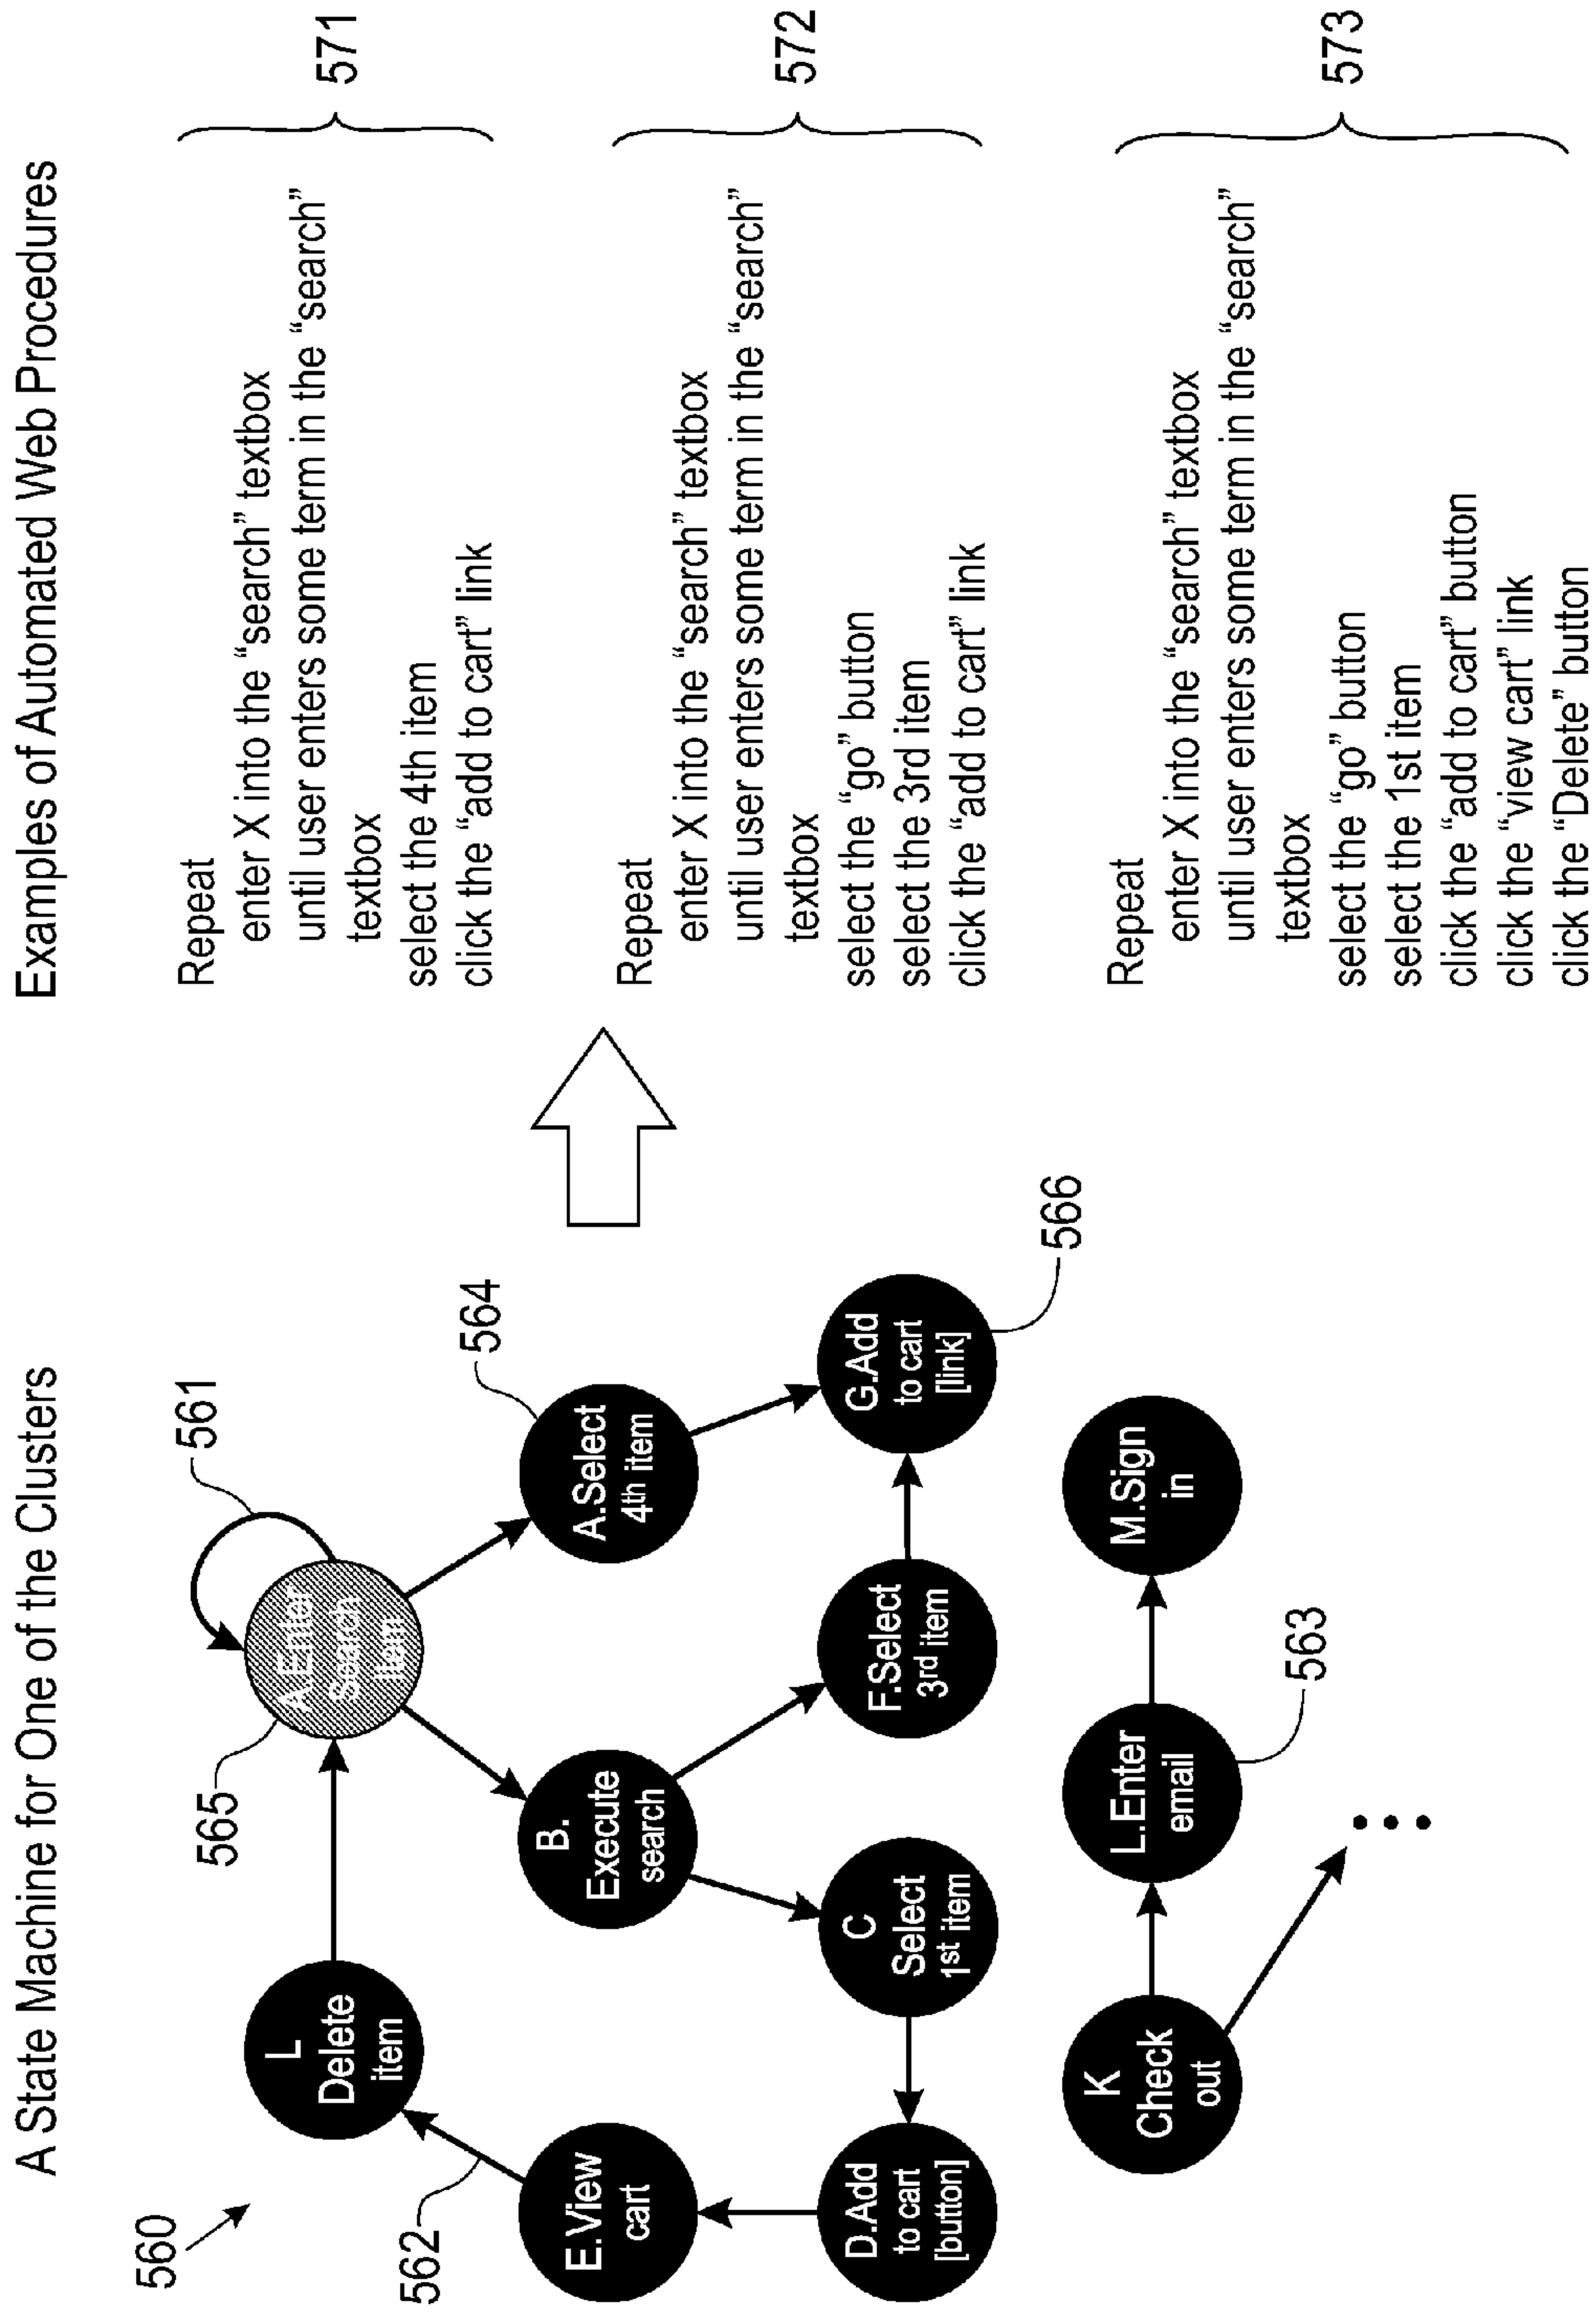 A State Machine for One of the Clusters
560
565
561
L
Delete
item
A.Enter
Search
Item
562
564
E.View
cart
B.
Execute
search
A.Select
4th item
D.Add
to cart
[button]
C
Select
1st item
F.Select
3rd item
G.Add
to cart
[link]
566
K
Check
out
L.Enter
email
M.Sign
in
563
Examples of Automated Web Procedures
Repeat
enter X into the “search” textbox
until user enters some term in the “search”
textbox
select the 4th item
click the “add to cart” link
571
Repeat
enter X into the “search” textbox
until user enters some term in the “search”
textbox
select the “go” button
select the 3rd item
click the “add to cart” link
572
Repeat
enter X into the “search” textbox
until user enters some term in the “search”
textbox
select the “go” button
select the 1st item
click the “add to cart” button
click the “view cart” link
click the “Delete” button
573